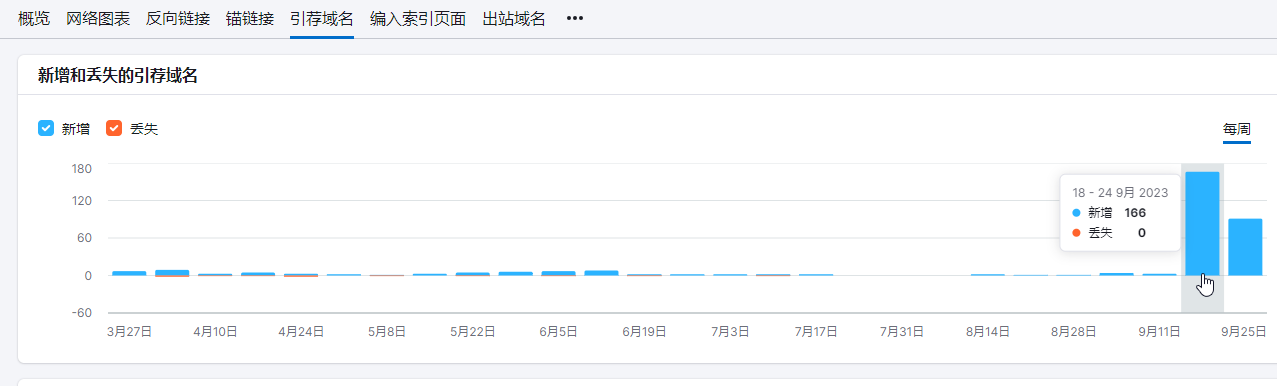 概览 网络图表 反向链接 锚链接 引荐域名 编入索引页面 出站域名 •••
新增和丢失的引荐域名
新增 丢失 每周
180
120
60
0
-60
18 - 24 9月 2023
新增 166
丢失 0
3月27日 4月10日 4月24日 5月8日 5月22日 6月5日 6月19日 7月3日 7月17日 7月31日 8月14日 8月28日 9月11日 9月25日